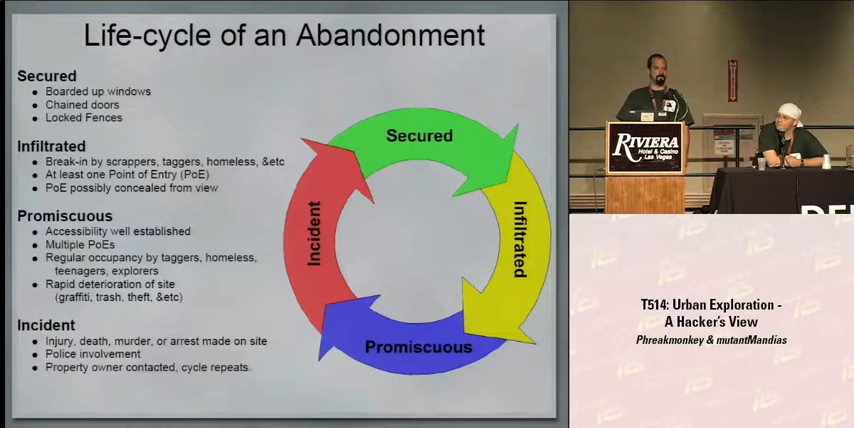 Life-cycle of an Abandonment
Secured
Boarded up windows
Chained doors
Locked Fences
Infiltrated
Break-in by scrappers, taggers, homeless, &etc
At least one Point of Entry (PoE)
PoE possibly concealed from view
Promiscuous
Accessibility well established
Multiple PoEs
Regular occupancy by taggers, homeless,
teenagers, explorers
Rapid deterioration of site
(graffiti, trash, theft, &etc)
Incident
Injury, death, murder, or arrest made on site
Police involvement
Property owner contacted, cycle repeats.
Secured
Infiltrated
Promiscuous
Incident
RIVIERA
Hotel & Casino
Las Vegas
DEF
T514: Urban Exploration -
A Hacker's View
Phreakmonkey & mutantMandias